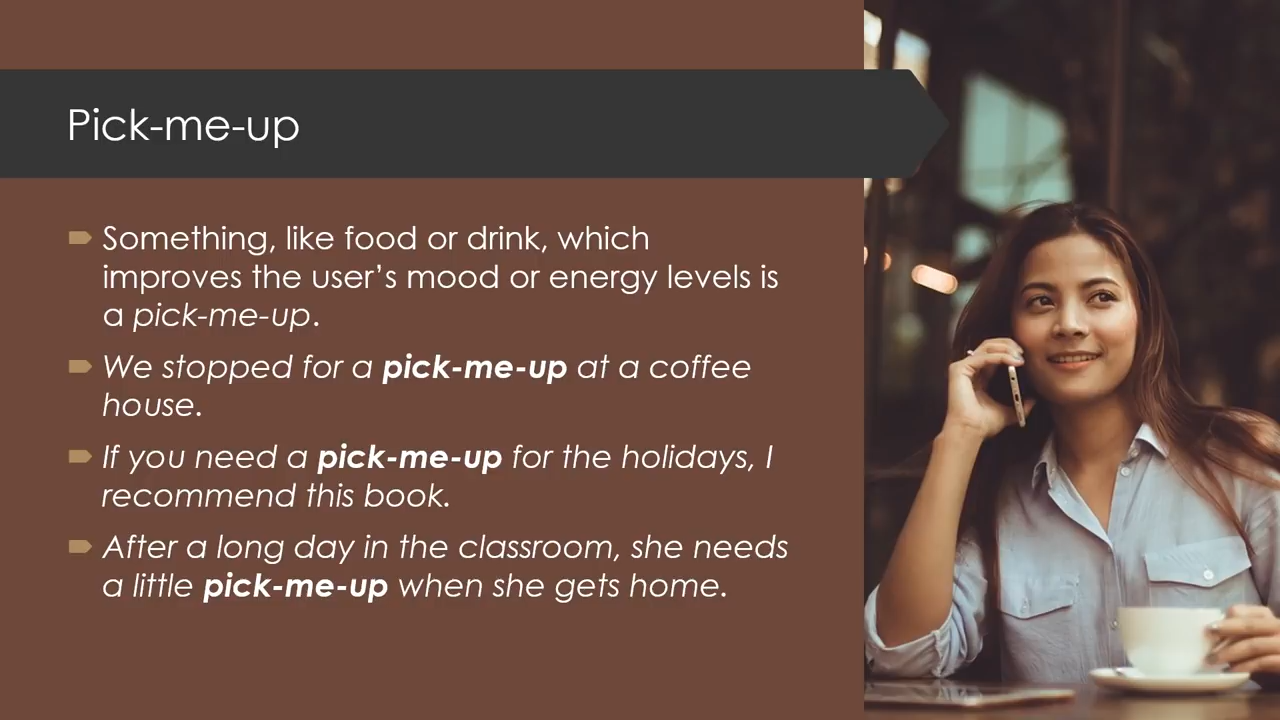 Pick-me-up
Something, like food or drink, which
improves the user’s mood or energy levels is
a pick-me-up.
We stopped for a pick-me-up at a coffee
house.
If you need a pick-me-up for the holidays, I
recommend this book.
After a long day in the classroom, she needs
a little pick-me-up when she gets home.